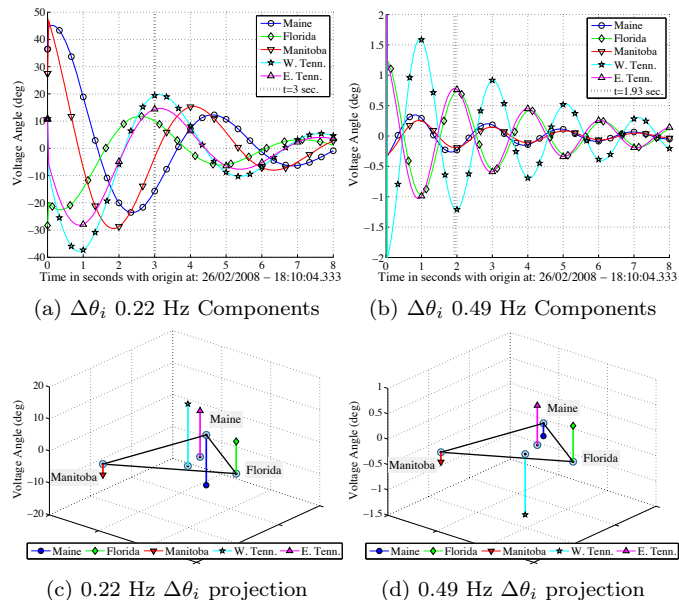 50
40
30
20
10
0
−10
−20
−30
−40
0 1 2 3 4 5 6 7 8
Voltage Angle (deg)
Maine
Florida
Manitoba
W. Tenn.
E. Tenn.
t=3 sec.
Time in seconds with origin at: 26/02/2008 − 18:10:04.333
(a) Δθi 0.22 Hz Components
2
1.5
1
0.5
0
−0.5
−1
−1.5
2
0 1 2 3 4 5 6 7 8
Voltage Angle (deg)
Maine
Florida
Manitoba
W. Tenn.
E. Tenn.
t=1.93 sec.
Time in seconds with origin at: 26/02/2008 − 18:10:04.333
(b) Δθi 0.49 Hz Components
20
10
0
−10
−20
Voltage Angle (deg)
Maine
Manitoba
Florida
Maine Florida Manitoba W. Tenn. E. Tenn.
(c) 0.22 Hz Δθi projection
1
0.5
0
−0.5
−1
−1.5
Voltage Angle (deg)
Maine
Manitoba
Florida
Maine Florida Manitoba W. Tenn. E. Tenn.
(d) 0.49 Hz Δθi projection